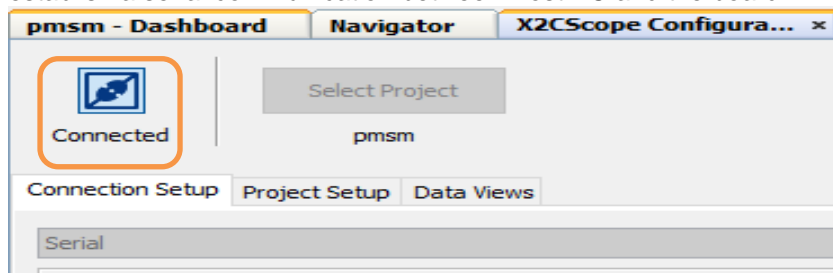 pmsm - Dashboard Navigator X2CScope Configura... ×
Select Project
Connected pmsm
Connection Setup Project Setup Data Views
Serial